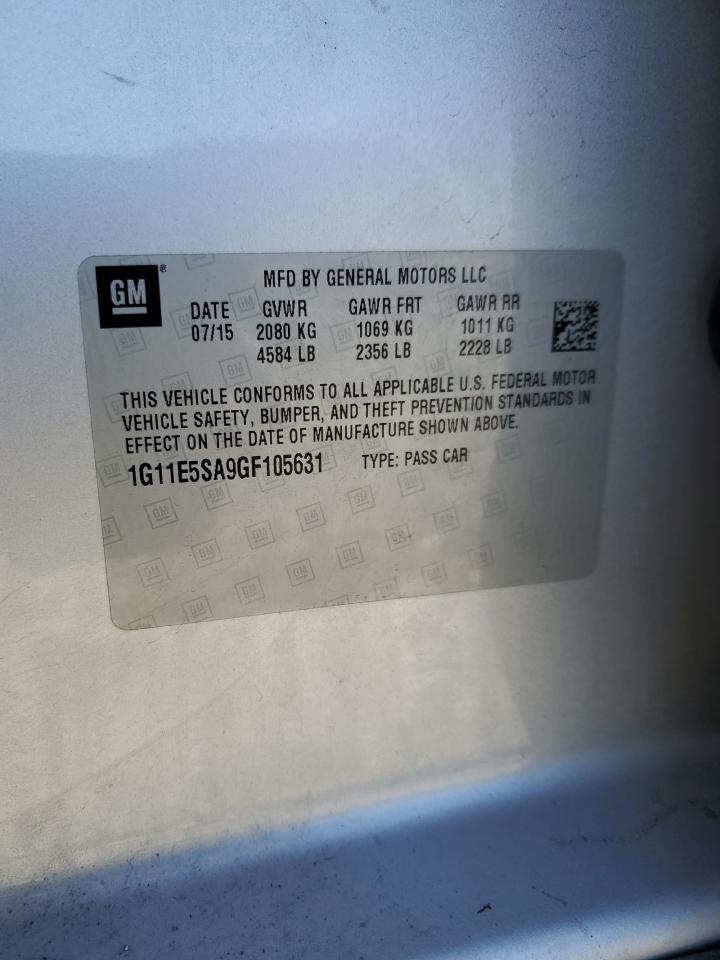 GM®
MFD BY GENERAL MOTORS LLC
DATE GVWR GAWR FRT GAWR RR
07/15 2080 KG 1069 KG 1011 KG
4584 LB 2356 LB 2228 LB
THIS VEHICLE CONFORMS TO ALL APPLICABLE U.S. FEDERAL MOTOR
VEHICLE SAFETY, BUMPER, AND THEFT PREVENTION STANDARDS IN
EFFECT ON THE DATE OF MANUFACTURE SHOWN ABOVE.
1G11E5SA9GF105631 TYPE: PASS CAR